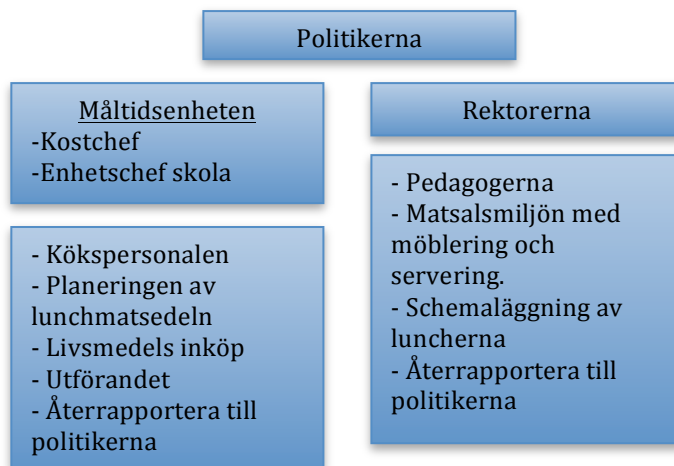 Politikerna
Måltidsenheten
-Kostchef
-Enhetschef skola
- Kökspersonalen
- Planeringen av
lunchmatsedeln
- Livsmedels inköp
- Utförandet
- Återrapportera till
politikerna
Rektorerna
- Pedagogerna
- Matsalsmiljön med
möblering och
servering.
- Schemaläggning av
luncherna
- Återrapportera till
politikerna